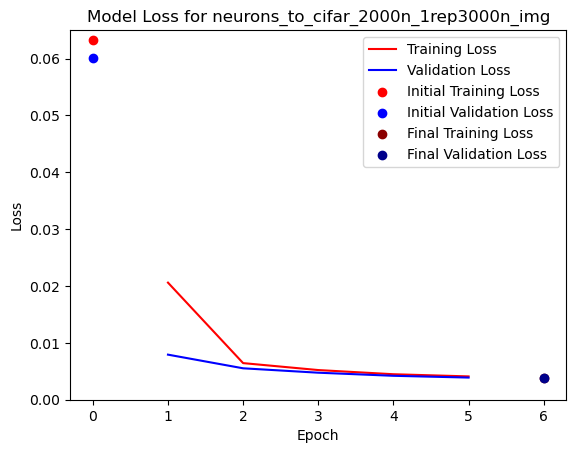 Model Loss for neurons_to_cifar_2000n_1rep3000n_img
Training Loss
Validation Loss
Initial Training Loss
Initial Validation Loss
Final Training Loss
Final Validation Loss
0.06
0.05
0.04
0.03
0.02
0.01
0.00
Loss
0 1 2 3 4 5 6
Epoch